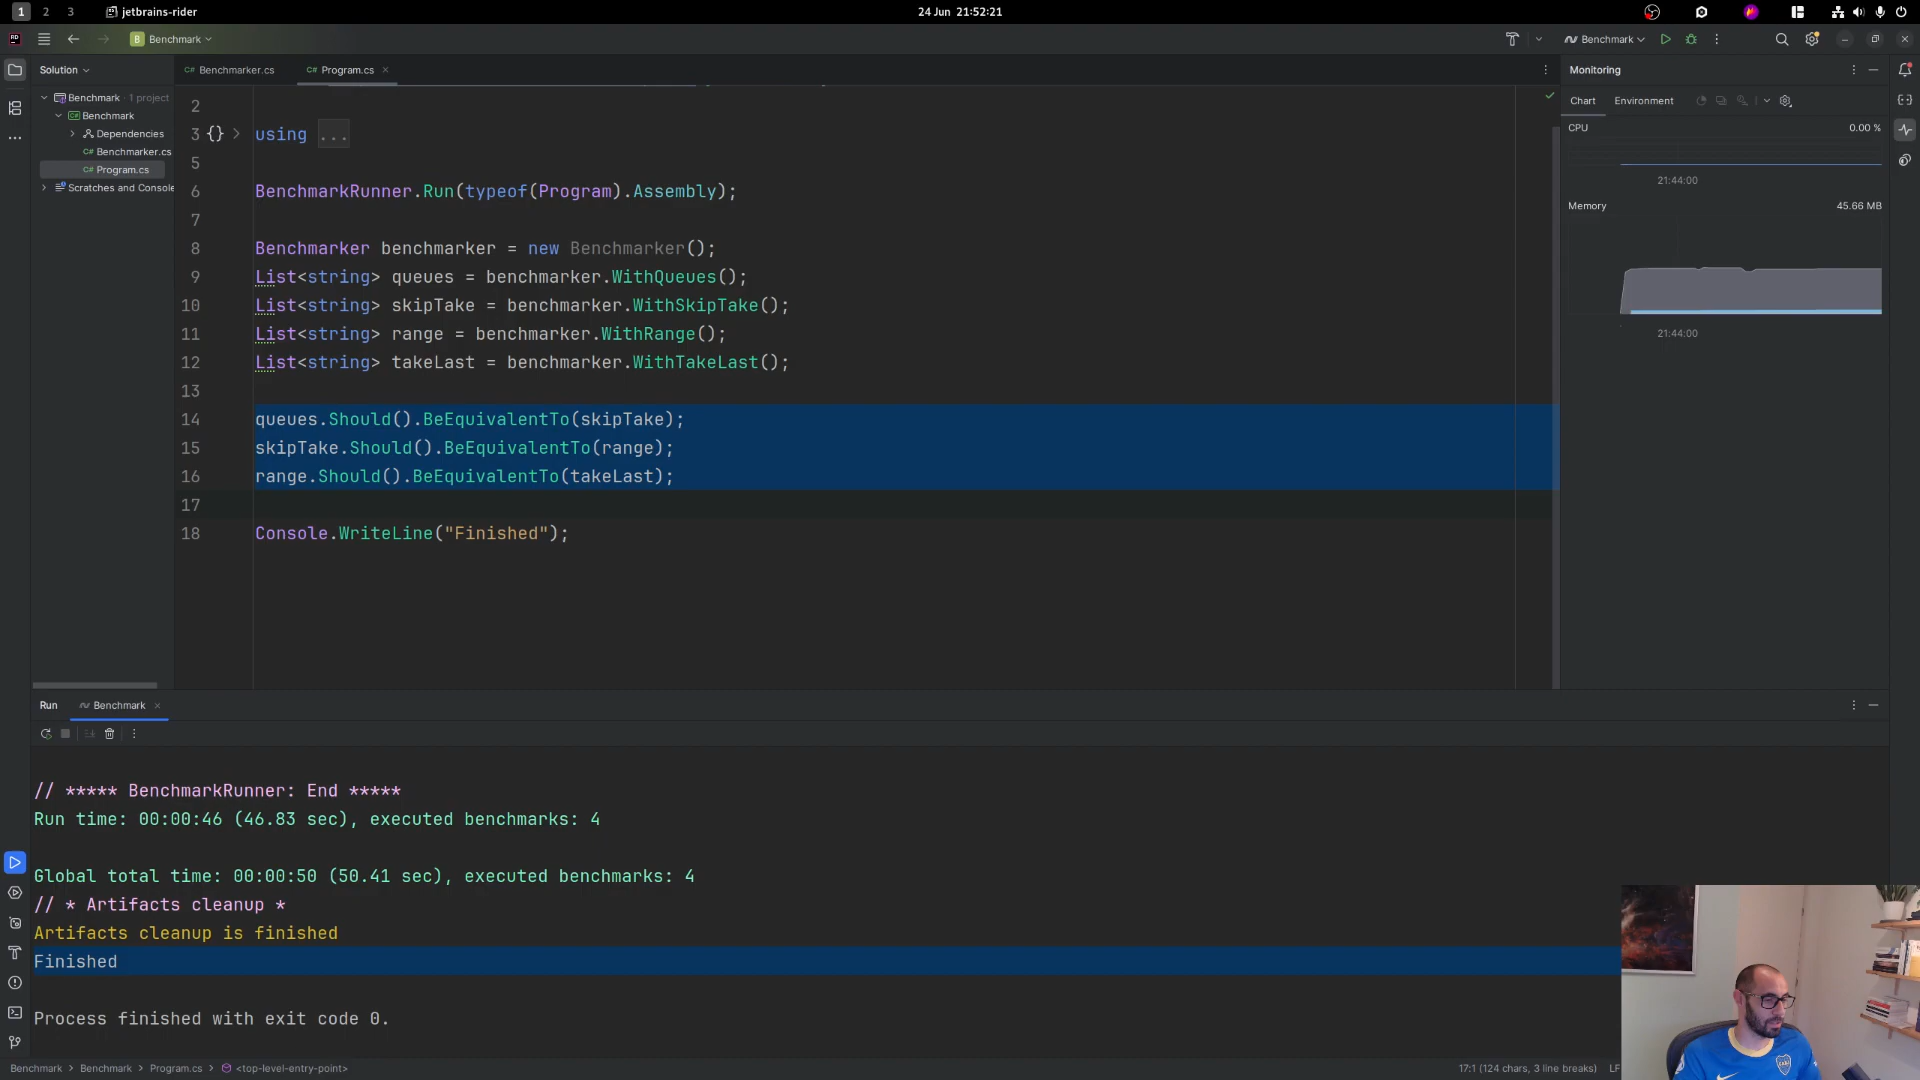 1 2 3 jetbrains-rider 24 Jun 21:52:21
Benchmark Benchmark
Solution Benchmarker.cs Program.cs Monitoring
Benchmark · 1 project
Benchmark
Dependencies
Benchmarker.cs
Program.cs
Scratches and Console
2
3 using ...
5
6 BenchmarkRunner.Run(typeof(Program).Assembly);
7
8 Benchmarker benchmarker = new Benchmarker();
9 List<string> queues = benchmarker.WithQueues();
10 List<string> skipTake = benchmarker.WithSkipTake();
11 List<string> range = benchmarker.WithRange();
12 List<string> takeLast = benchmarker.WithTakeLast();
13
14 queues.Should().BeEquivalentTo(skipTake);
15 skipTake.Should().BeEquivalentTo(range);
16 range.Should().BeEquivalentTo(takeLast);
17
18 Console.WriteLine("Finished");
Chart Environment
CPU 0.00 %
21:44:00
Memory 45.66 MB
21:44:00
Run Benchmark
// ***** BenchmarkRunner: End *****
Run time: 00:00:46 (46.83 sec), executed benchmarks: 4
Global total time: 00:00:50 (50.41 sec), executed benchmarks: 4
// * Artifacts cleanup *
Artifacts cleanup is finished
Finished
Process finished with exit code 0.
Benchmark > Benchmark > Program.cs > <top-level-entry-point> 17:1 (124 chars, 3 line breaks) LF